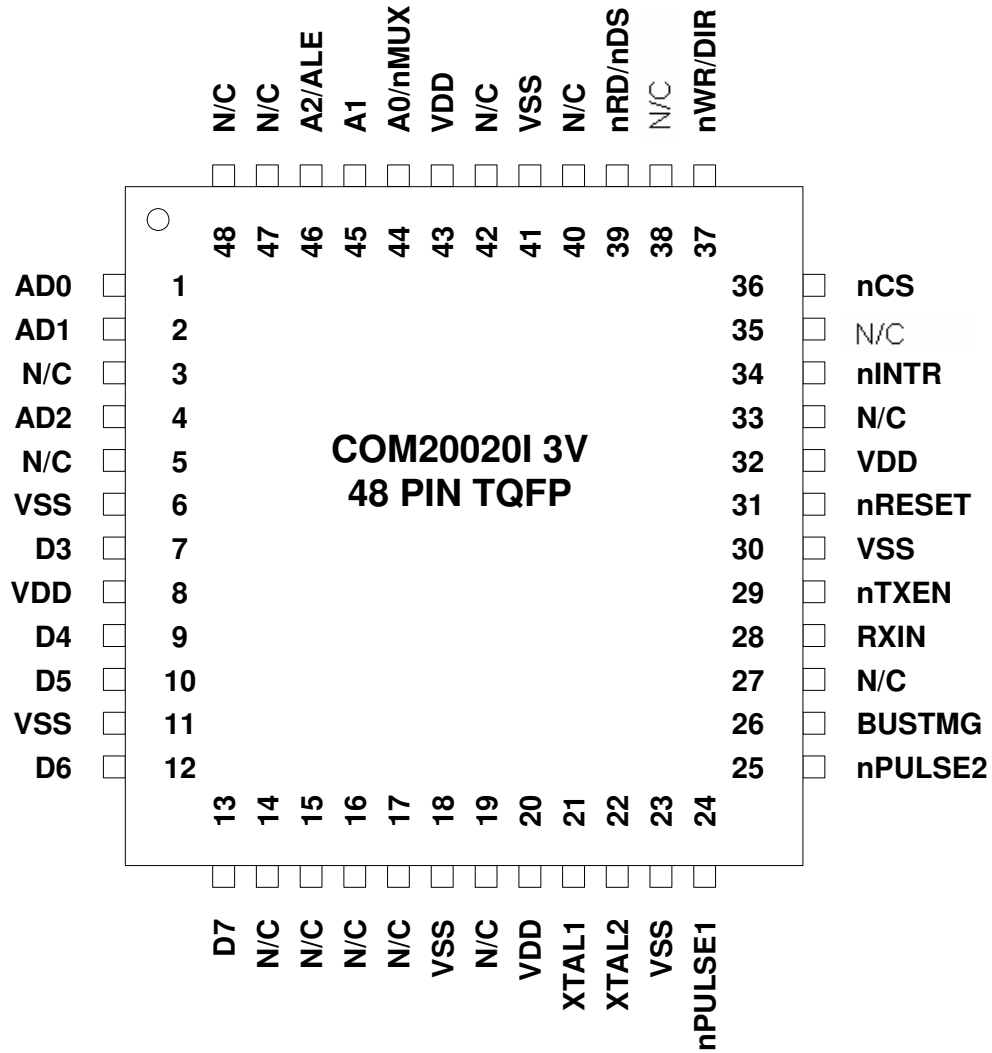 N/C N/C A2/ALE A1 A0/nMUX VDD N/C VSS N/C nRD/nDS N/C nWR/DIR
48 47 46 45 44 43 42 41 40 39 38 37
AD0 1 36 nCS
AD1 2 35 N/C
N/C 3 34 nINTR
AD2 4 33 N/C
COM20020I 3V
N/C 5 32 VDD
48 PIN TQFP
VSS 6 31 nRESET
D3 7 30 VSS
VDD 8 29 nTXEN
D4 9 28 RXIN
D5 10 27 N/C
VSS 11 26 BUSTMG
D6 12 25 nPULSE2
13 14 15 16 17 18 19 20 21 22 23 24
D7 N/C N/C N/C N/C VSS N/C VDD XTAL1 XTAL2 VSS nPULSE1